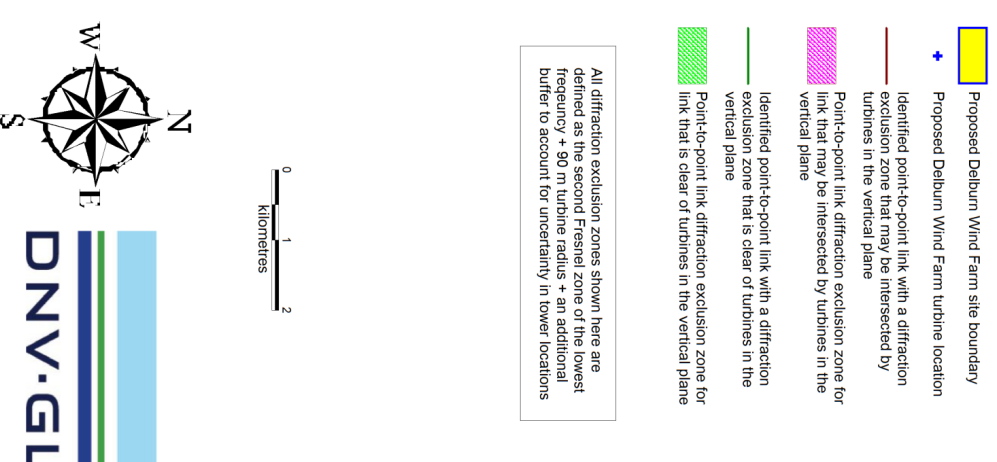 Proposed Delburn Wind Farm site boundary
Proposed Delburn Wind Farm turbine location
Identified point-to-point link with a diffraction
exclusion zone that may be intersected by
turbines in the vertical plane
Point-to-point link diffraction exclusion zone for
link that may be intersected by turbines in the
vertical plane
Identified point-to-point link with a diffraction
exclusion zone that is clear of turbines in the
vertical plane
Point-to-point link diffraction exclusion zone for
link that is clear of turbines in the vertical plane
All diffraction exclusion zones shown here are
defined as the second Fresnel zone of the lowest
freqeuncy + 90 m turbine radius + an additional
buffer to account for uncertainty in tower locations
0 1 2
kilometres
N
W
E
S
DNV·GL